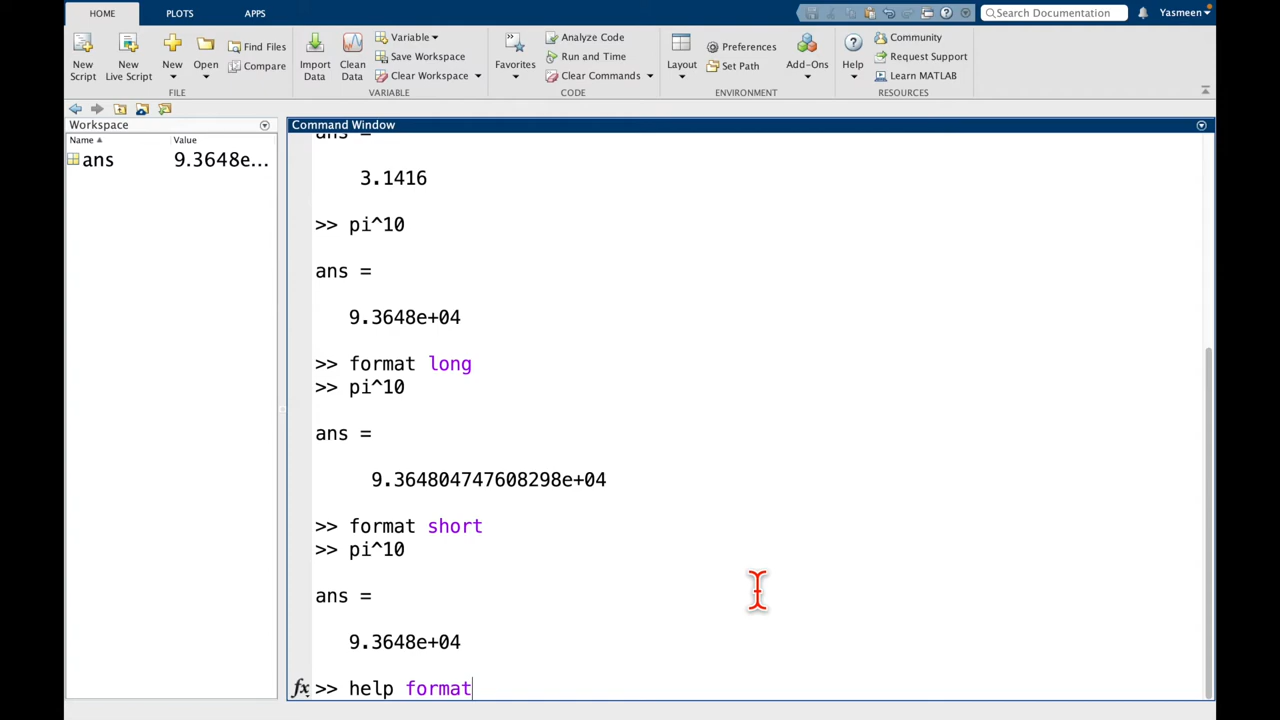 HOME PLOTS APPS
Search Documentation Yasmeen
New Script
New Live Script
New
Open
Find Files
Compare
FILE
Import Data
Clean Data
Variable
Save Workspace
Clear Workspace
VARIABLE
Favorites
Analyze Code
Run and Time
Clear Commands
CODE
Layout
Preferences
Set Path
Add-Ons
ENVIRONMENT
Help
Community
Request Support
Learn MATLAB
RESOURCES
Workspace
Name Value
ans 9.3648e...
Command Window
ans =
3.1416
>> pi^10
ans =
9.3648e+04
>> format long
>> pi^10
ans =
9.364804747608298e+04
>> format short
>> pi^10
ans =
9.3648e+04
fx >> help format